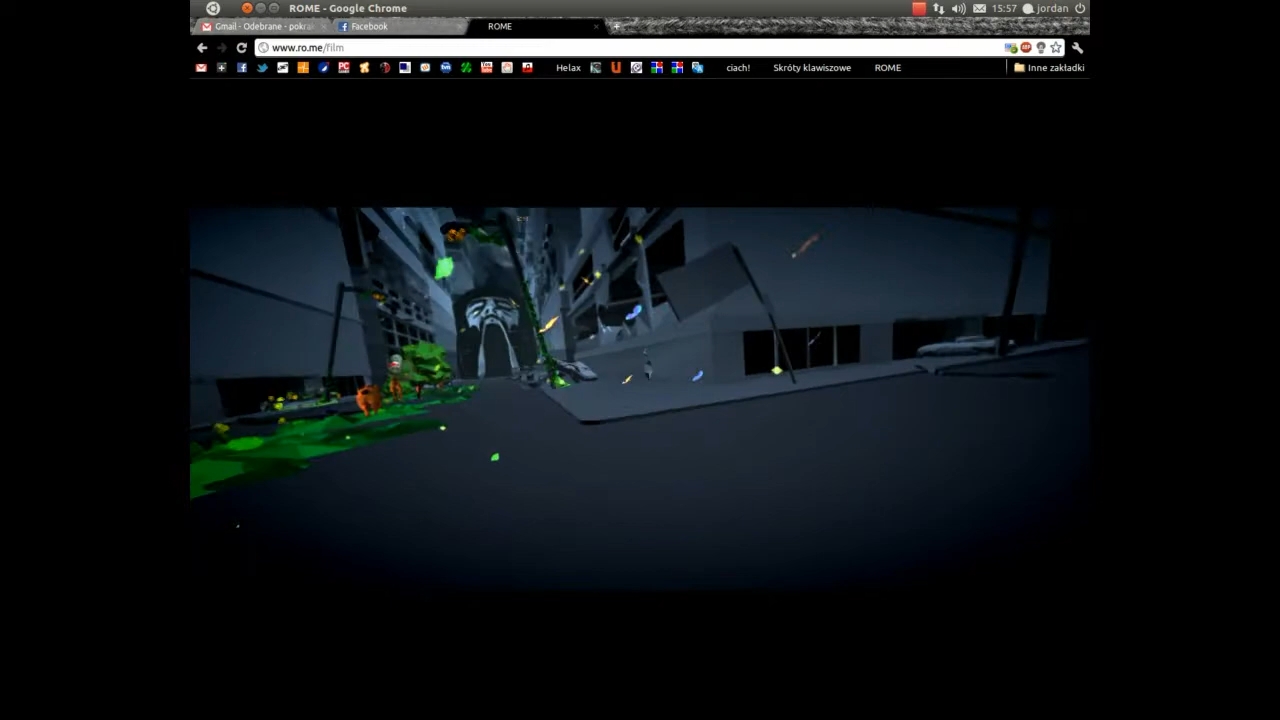 ROME - Google Chrome
15:57 jordan
Gmail - Odebrane - pokra
Facebook
ROME
www.ro.me/film
Helax
ciach!
Skróty klawiszowe
ROME
Inne zakładki